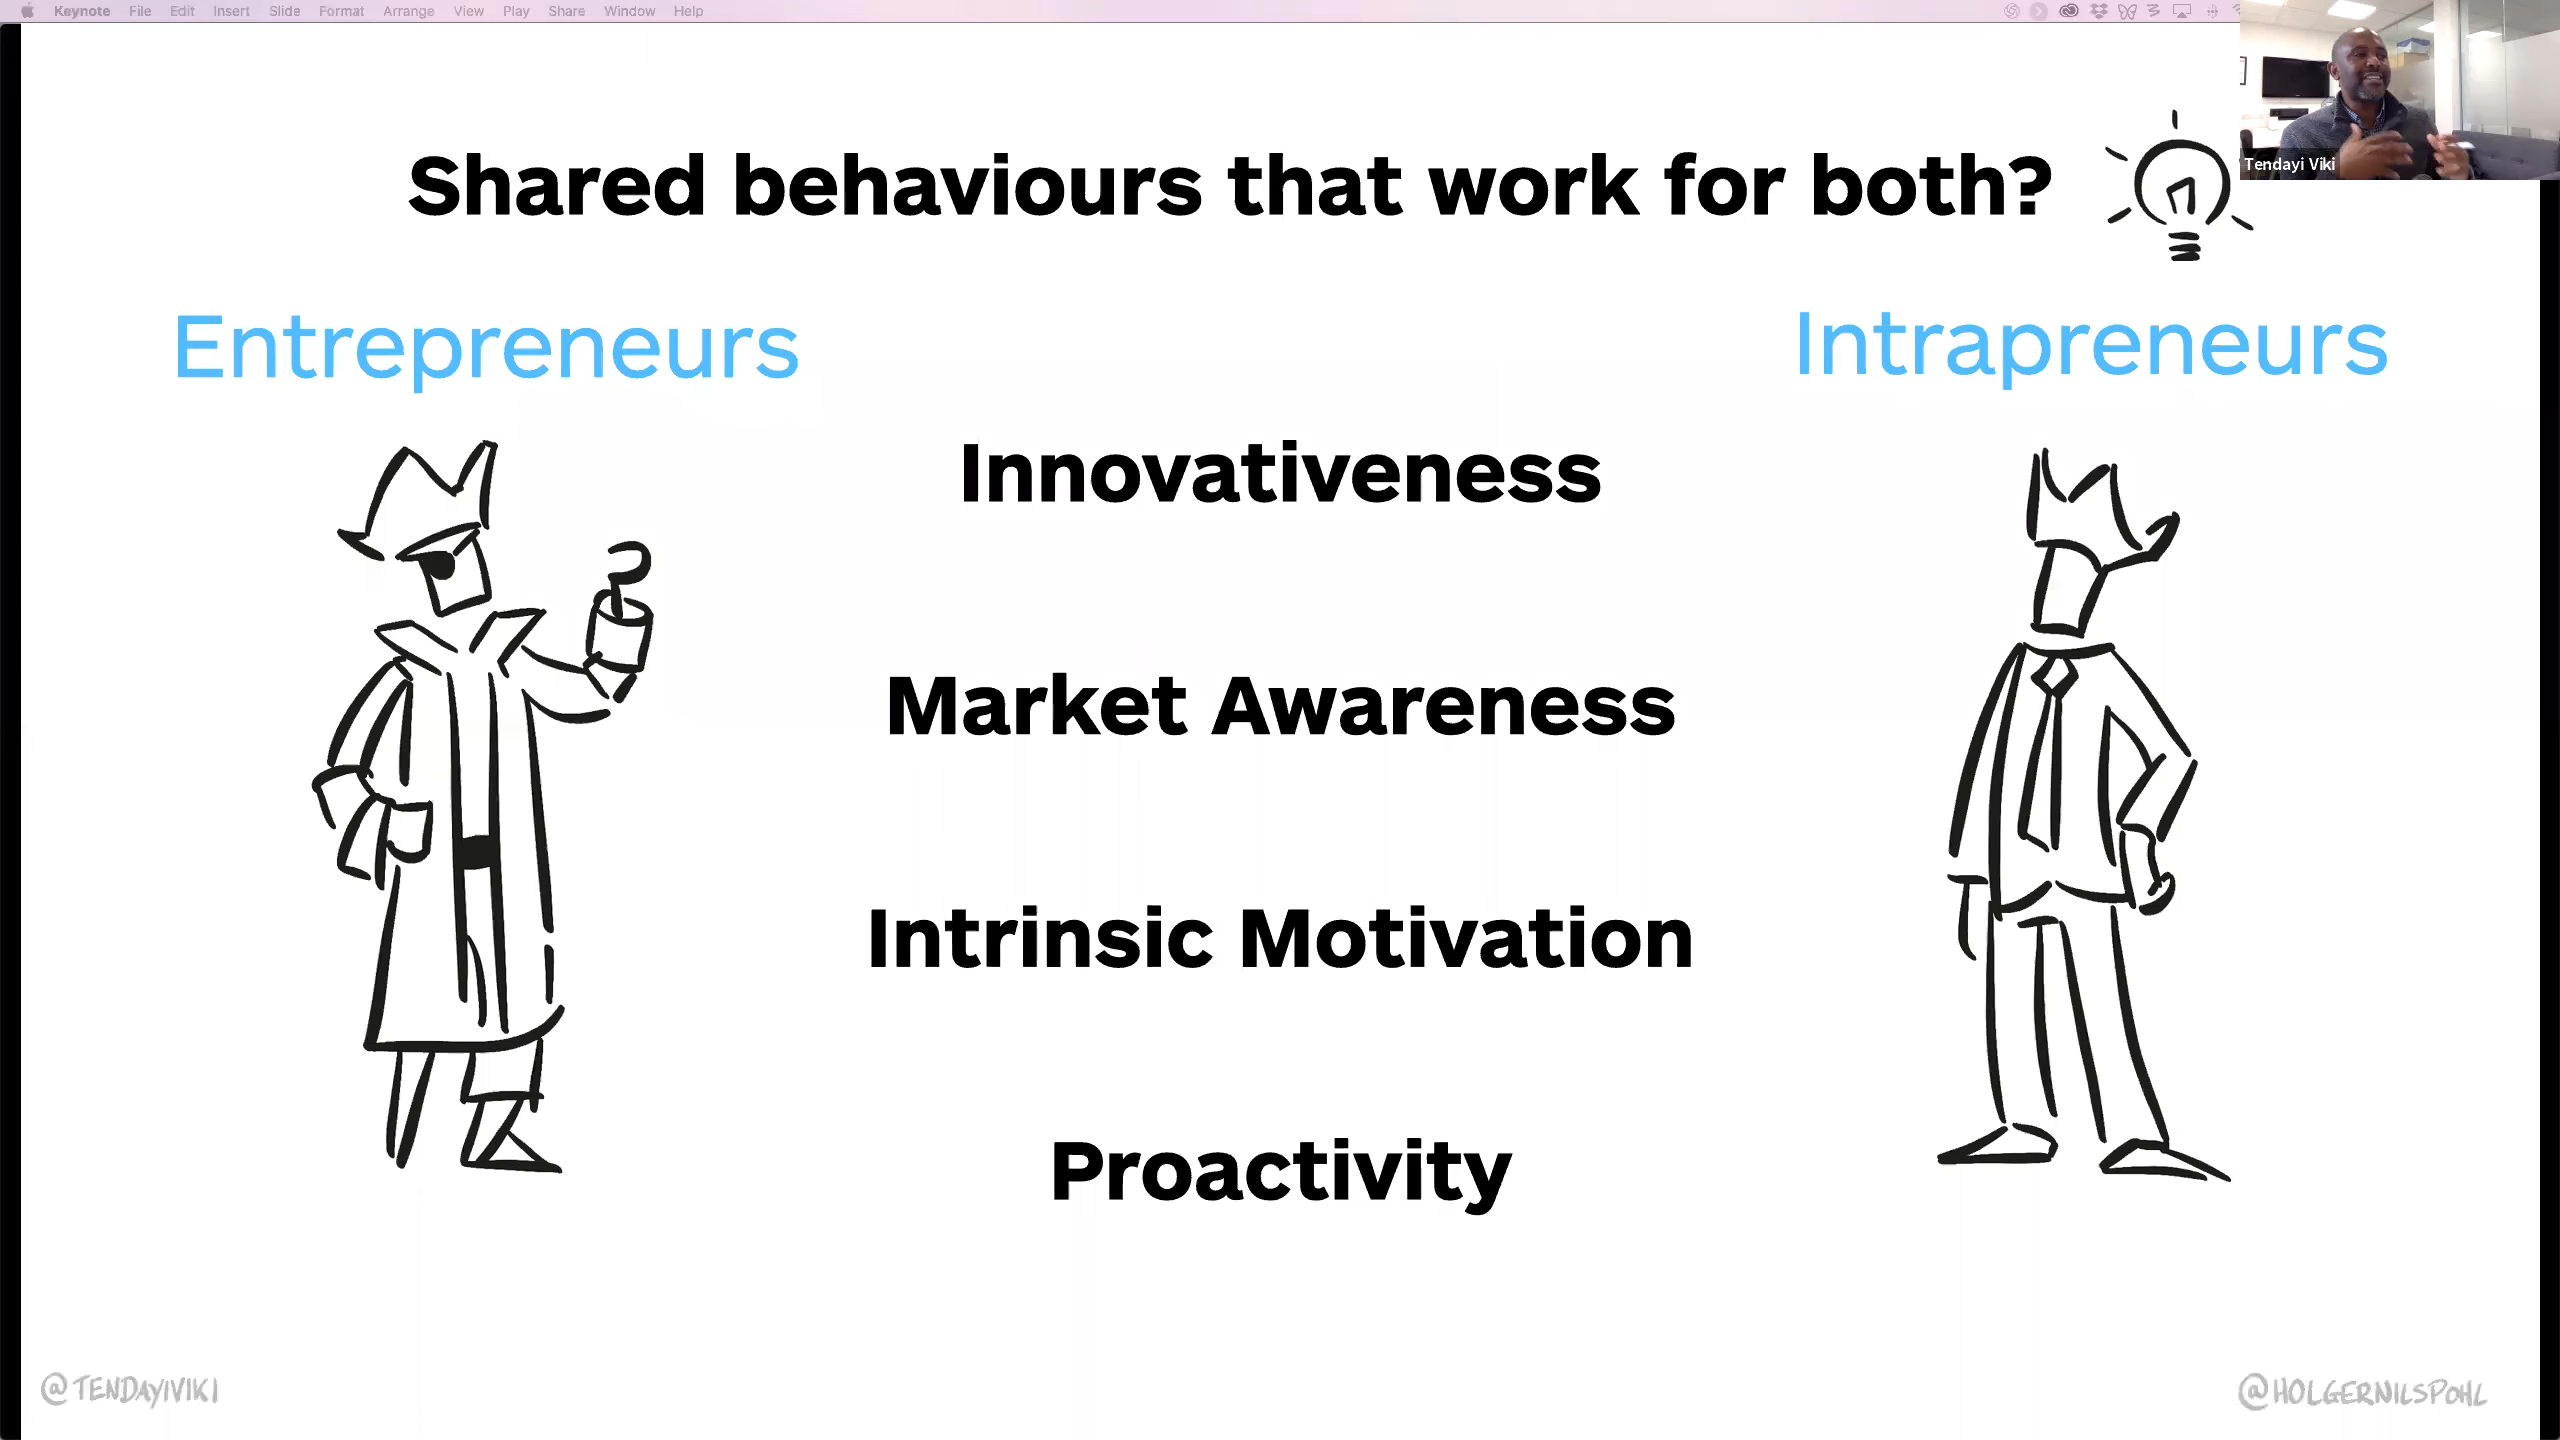 Keynote File Edit Insert Slide Format Arrange View Play Share Window Help
Tendayi Viki
Shared behaviours that work for both?
Entrepreneurs
Intrapreneurs
Innovativeness
Market Awareness
Intrinsic Motivation
Proactivity
@TENDAYIVIKI
@HOLGERNILSPOHL